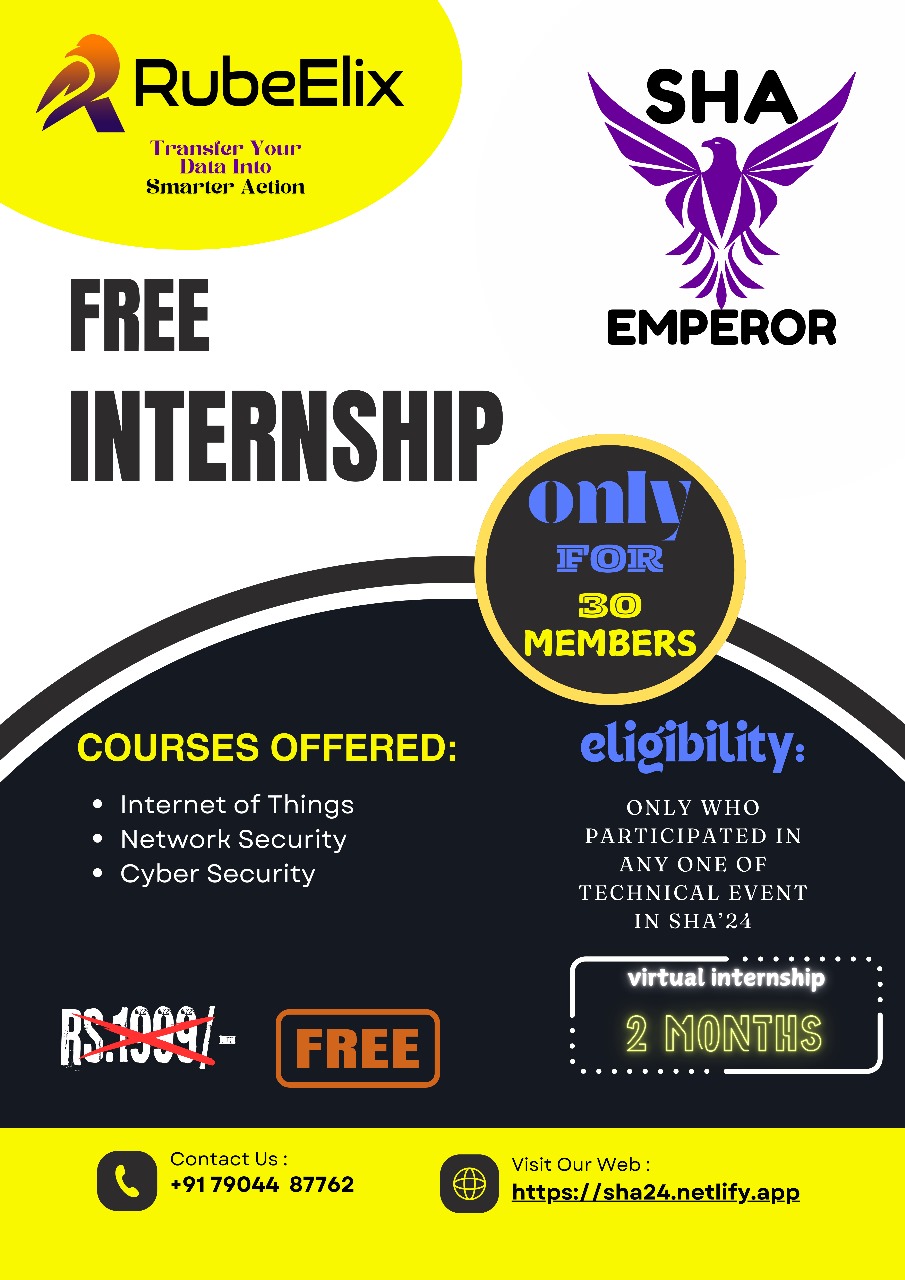 RubeElix
Transfer Your
Data Into
Smarter Action
SHA
EMPEROR
FREE
INTERNSHIP
only
FOR
30
MEMBERS
COURSES OFFERED:
• Internet of Things
• Network Security
• Cyber Security
eligibility:
ONLY WHO
PARTICIPATED IN
ANY ONE OF
TECHNICAL EVENT
IN SHA’24
RS.1999/-
FREE
virtual internship
2 MONTHS
Contact Us :
+91 79044 87762
Visit Our Web :
https://sha24.netlify.app